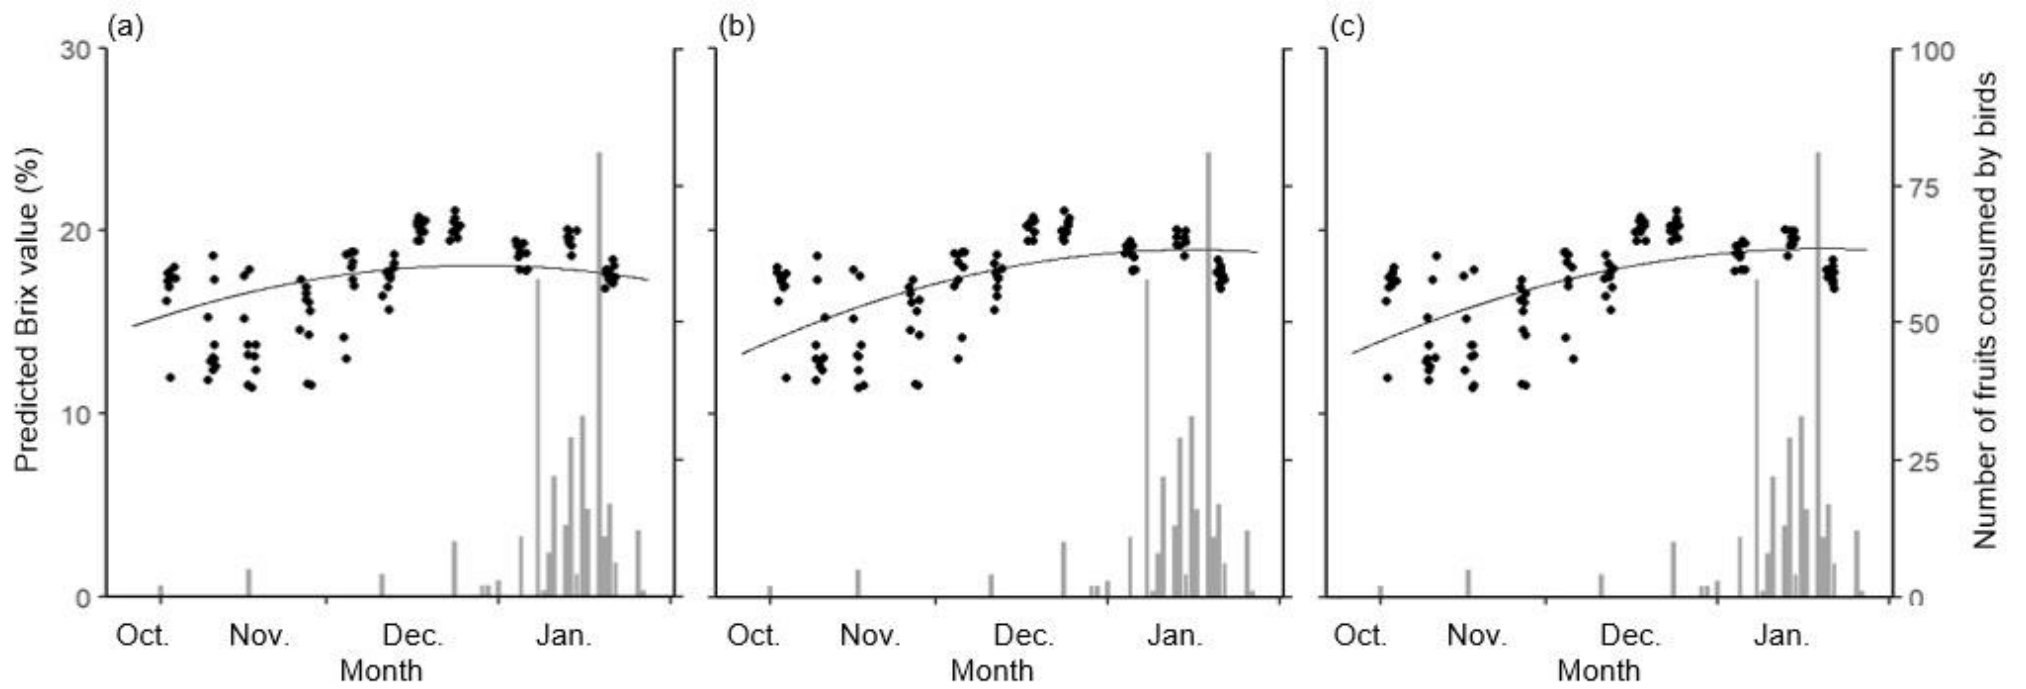 (a) (b) (c)
Predicted Brix value (%)
30
20
10
0
Oct. Nov. Dec. Jan.
Month
Oct. Nov. Dec. Jan.
Month
Oct. Nov. Dec. Jan.
Month
100
75
50
25
0
Number of fruits consumed by birds